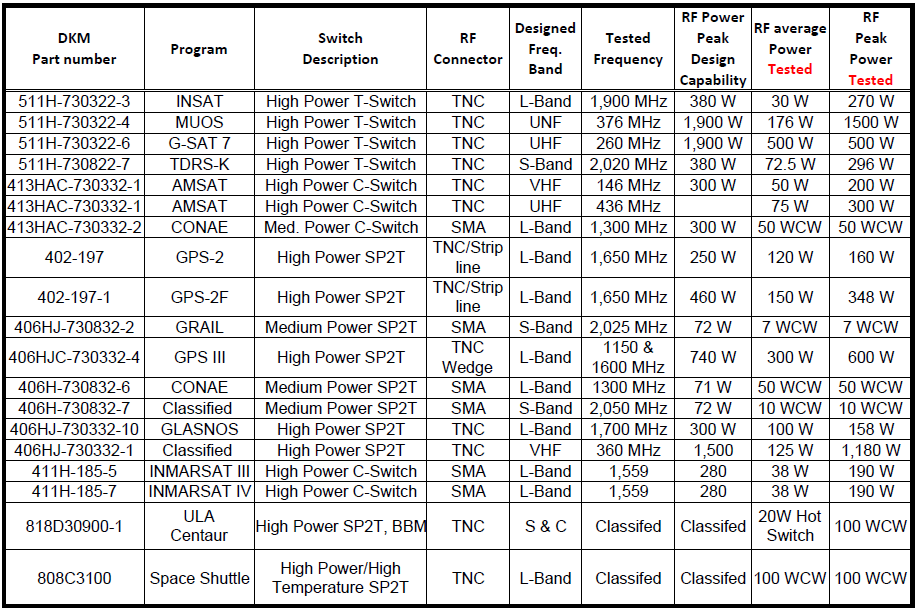 DKM Part number | Program | Switch Description | RF Connector | Designed Freq. Band | Tested Frequency | RF Power Peak Design Capability | RF average Power Tested | RF Peak Power Tested
511H-730322-3 | INSAT | High Power T-Switch | TNC | L-Band | 1,900 MHz | 380 W | 30 W | 270 W
511H-730322-4 | MUOS | High Power T-Switch | TNC | UNF | 376 MHz | 1,900 W | 176 W | 1500 W
511H-730322-6 | G-SAT 7 | High Power T-Switch | TNC | UHF | 260 MHz | 1,900 W | 500 W | 500 W
511H-730822-7 | TDRS-K | High Power T-Switch | TNC | S-Band | 2,020 MHz | 380 W | 72.5 W | 296 W
413HAC-730332-1 | AMSAT | High Power C-Switch | TNC | VHF | 146 MHz | 300 W | 50 W | 200 W
413HAC-730332-1 | AMSAT | High Power C-Switch | TNC | UHF | 436 MHz | | 75 W | 300 W
413HAC-730332-2 | CONAE | Med. Power C-Switch | SMA | L-Band | 1,300 MHz | 300 W | 50 WCW | 50 WCW
402-197 | GPS-2 | High Power SP2T | TNC/Strip line | L-Band | 1,650 MHz | 250 W | 120 W | 160 W
402-197-1 | GPS-2F | High Power SP2T | TNC/Strip line | L-Band | 1,650 MHz | 460 W | 150 W | 348 W
406HJ-730832-2 | GRAIL | Medium Power SP2T | SMA | S-Band | 2,025 MHz | 72 W | 7 WCW | 7 WCW
406HJC-730332-4 | GPS III | High Power SP2T | TNC Wedge | L-Band | 1150 & 1600 MHz | 740 W | 300 W | 600 W
406H-730832-6 | CONAE | Medium Power SP2T | SMA | L-Band | 1300 MHz | 71 W | 50 WCW | 50 WCW
406H-730832-7 | Classified | Medium Power SP2T | SMA | S-Band | 2,050 MHz | 72 W | 10 WCW | 10 WCW
406HJ-730332-10 | GLASNOS | High Power SP2T | TNC | L-Band | 1,700 MHz | 300 W | 100 W | 158 W
406HJ-730332-1 | Classified | High Power SP2T | TNC | VHF | 360 MHz | 1,500 | 125 W | 1,180 W
411H-185-5 | INMARSAT III | High Power C-Switch | SMA | L-Band | 1,559 | 280 | 38 W | 190 W
411H-185-7 | INMARSAT IV | High Power C-Switch | SMA | L-Band | 1,559 | 280 | 38 W | 190 W
818D30900-1 | ULA Centaur | High Power SP2T, BBM | TNC | S & C | Classifed | Classifed | 20W Hot Switch | 100 WCW
808C3100 | Space Shuttle | High Power/High Temperature SP2T | TNC | L-Band | Classifed | Classifed | 100 WCW | 100 WCW